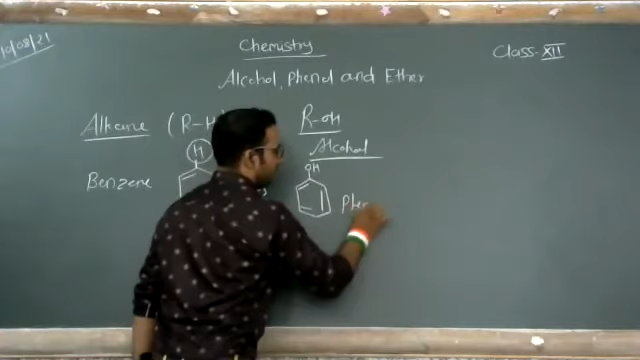 10/08/21
Chemistry
Class-XII
Alcohol, Phenol and Ether
Alkane (R-H
R-OH
Alcohol
H
OH
Benzene
Phe